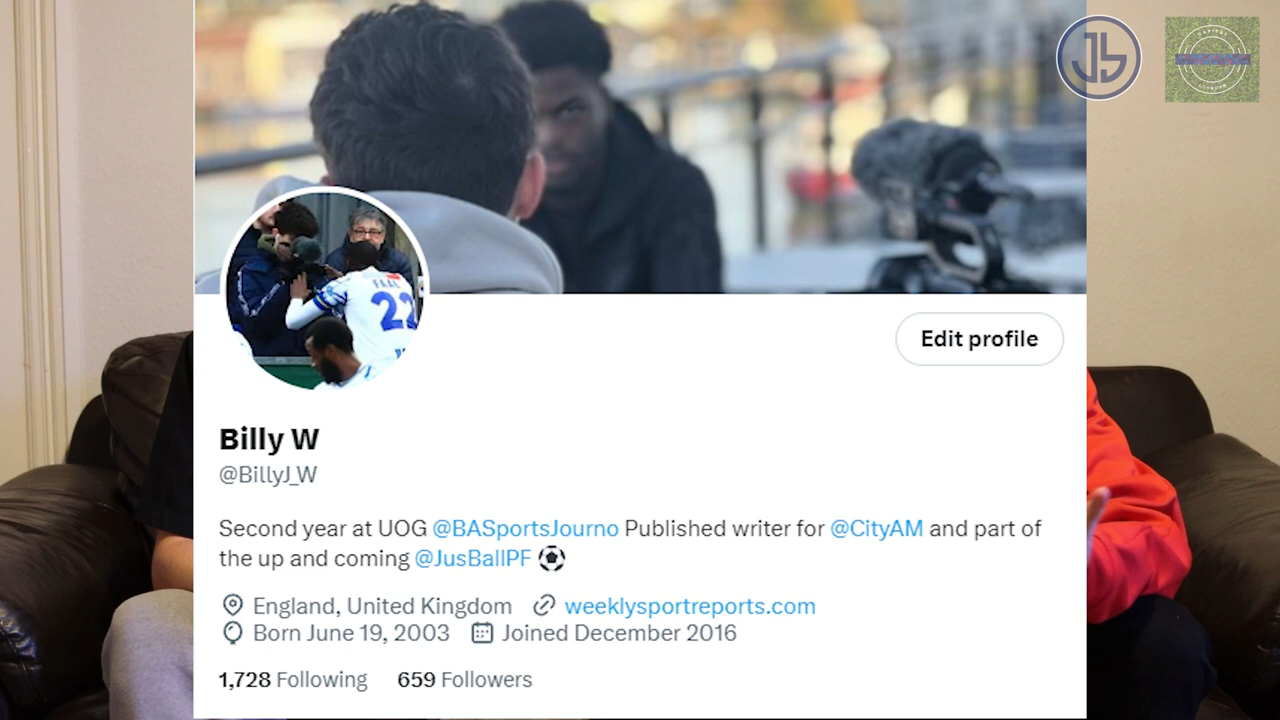 JB
FAAL
22
Edit profile
Billy W
@BillyJ_W
Second year at UOG @BASportsJourno Published writer for @CityAM and part of
the up and coming @JusBallPF ⚽
England, United Kingdom weeklysportreports.com
Born June 19, 2003 Joined December 2016
1,728 Following 659 Followers